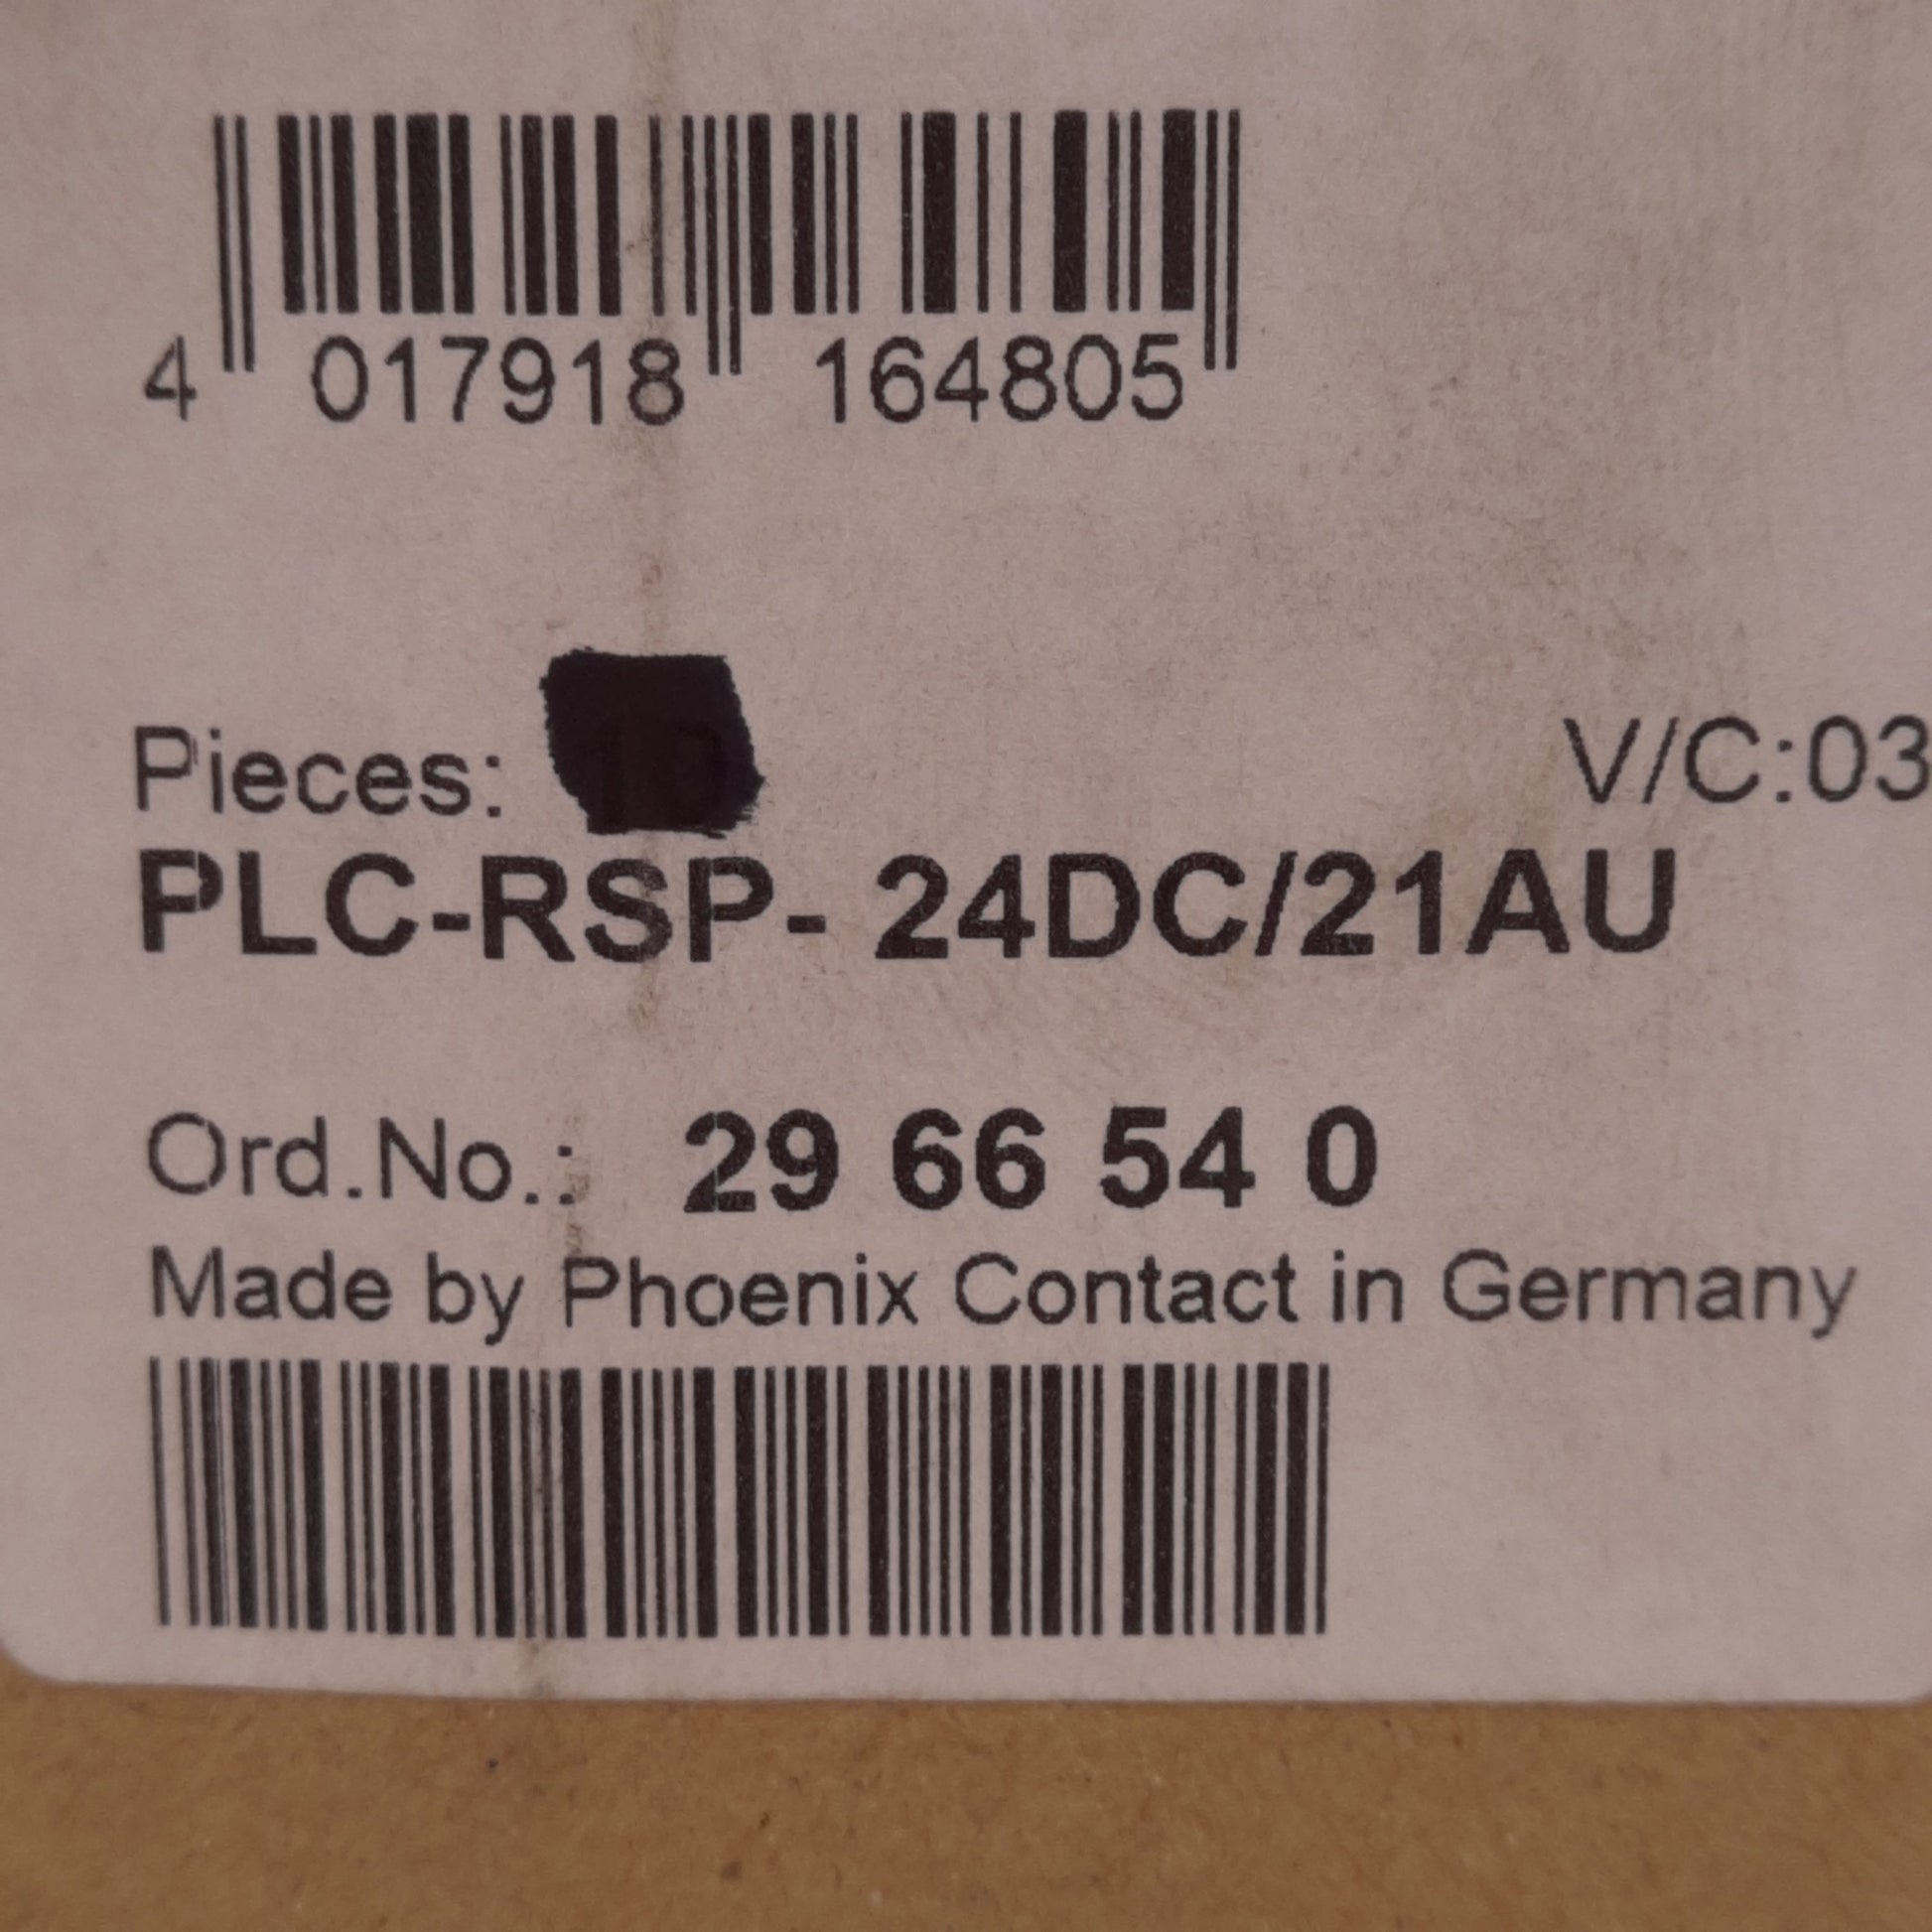 4 017918 164805
Pieces: V/C:03
PLC-RSP- 24DC/21AU
Ord.No.: 29 66 54 0
Made by Phoenix Contact in Germany